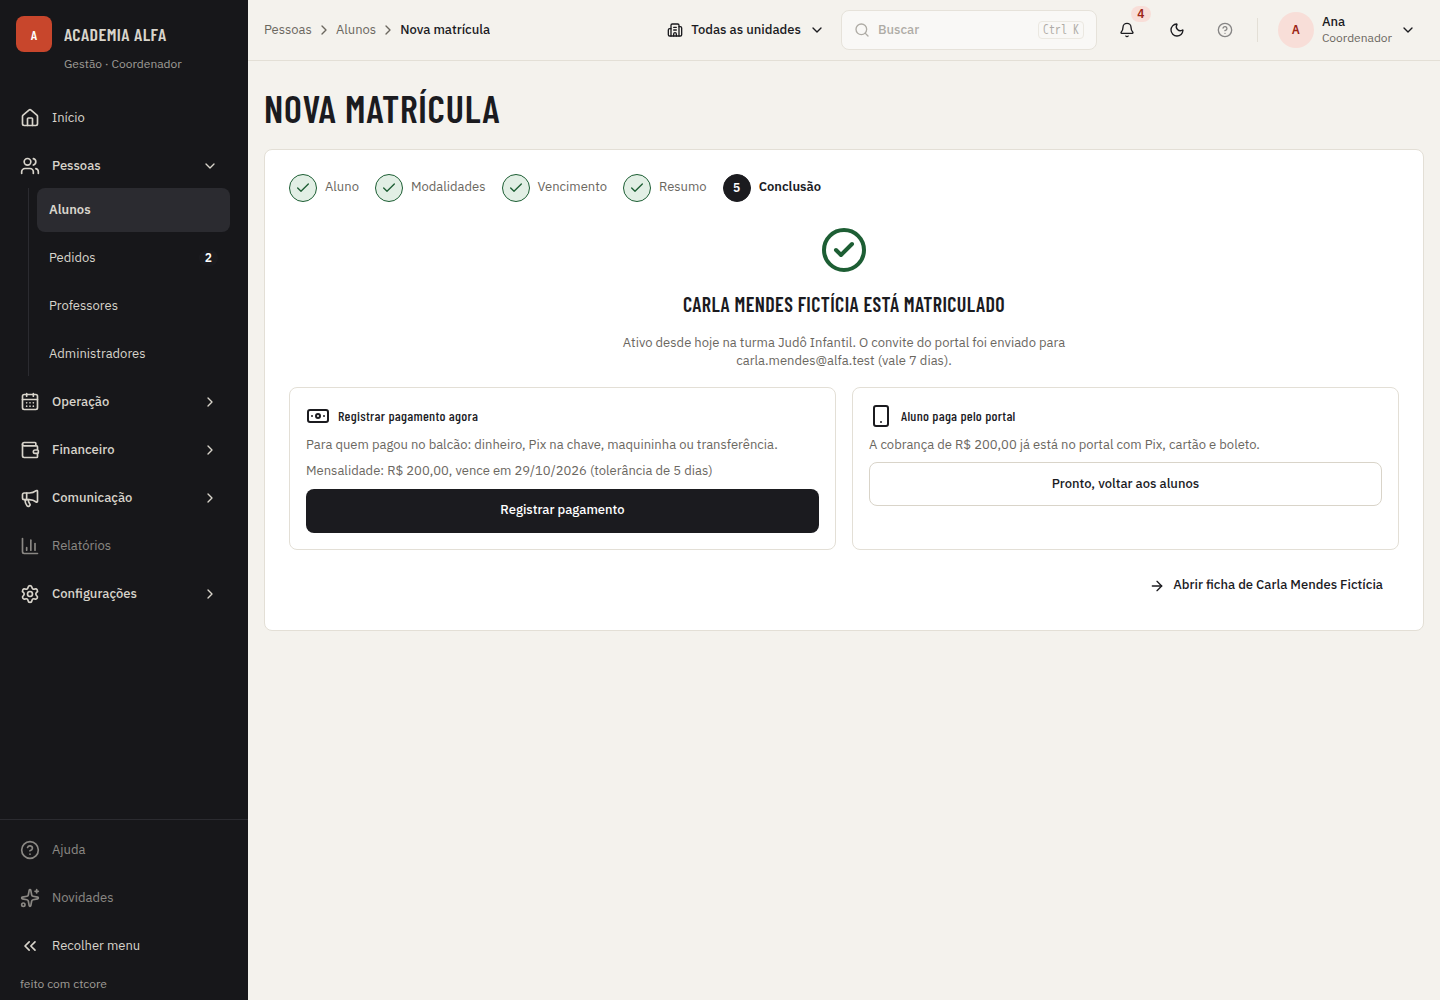 A
ACADEMIA ALFA
Gestão · Coordenador
Início
Pessoas
Alunos
Pedidos 2
Professores
Administradores
Operação
Financeiro
Comunicação
Relatórios
Configurações
Ajuda
Novidades
Recolher menu
feito com ctcore
Pessoas > Alunos > Nova matrícula
Todas as unidades
Buscar Ctrl K
4
A
Ana
Coordenador
NOVA MATRÍCULA
Aluno Modalidades Vencimento Resumo 5 Conclusão
CARLA MENDES FICTÍCIA ESTÁ MATRICULADO
Ativo desde hoje na turma Judô Infantil. O convite do portal foi enviado para
carla.mendes@alfa.test (vale 7 dias).
Registrar pagamento agora
Para quem pagou no balcão: dinheiro, Pix na chave, maquininha ou transferência.
Mensalidade: R$ 200,00, vence em 29/10/2026 (tolerância de 5 dias)
Registrar pagamento
Aluno paga pelo portal
A cobrança de R$ 200,00 já está no portal com Pix, cartão e boleto.
Pronto, voltar aos alunos
Abrir ficha de Carla Mendes Fictícia